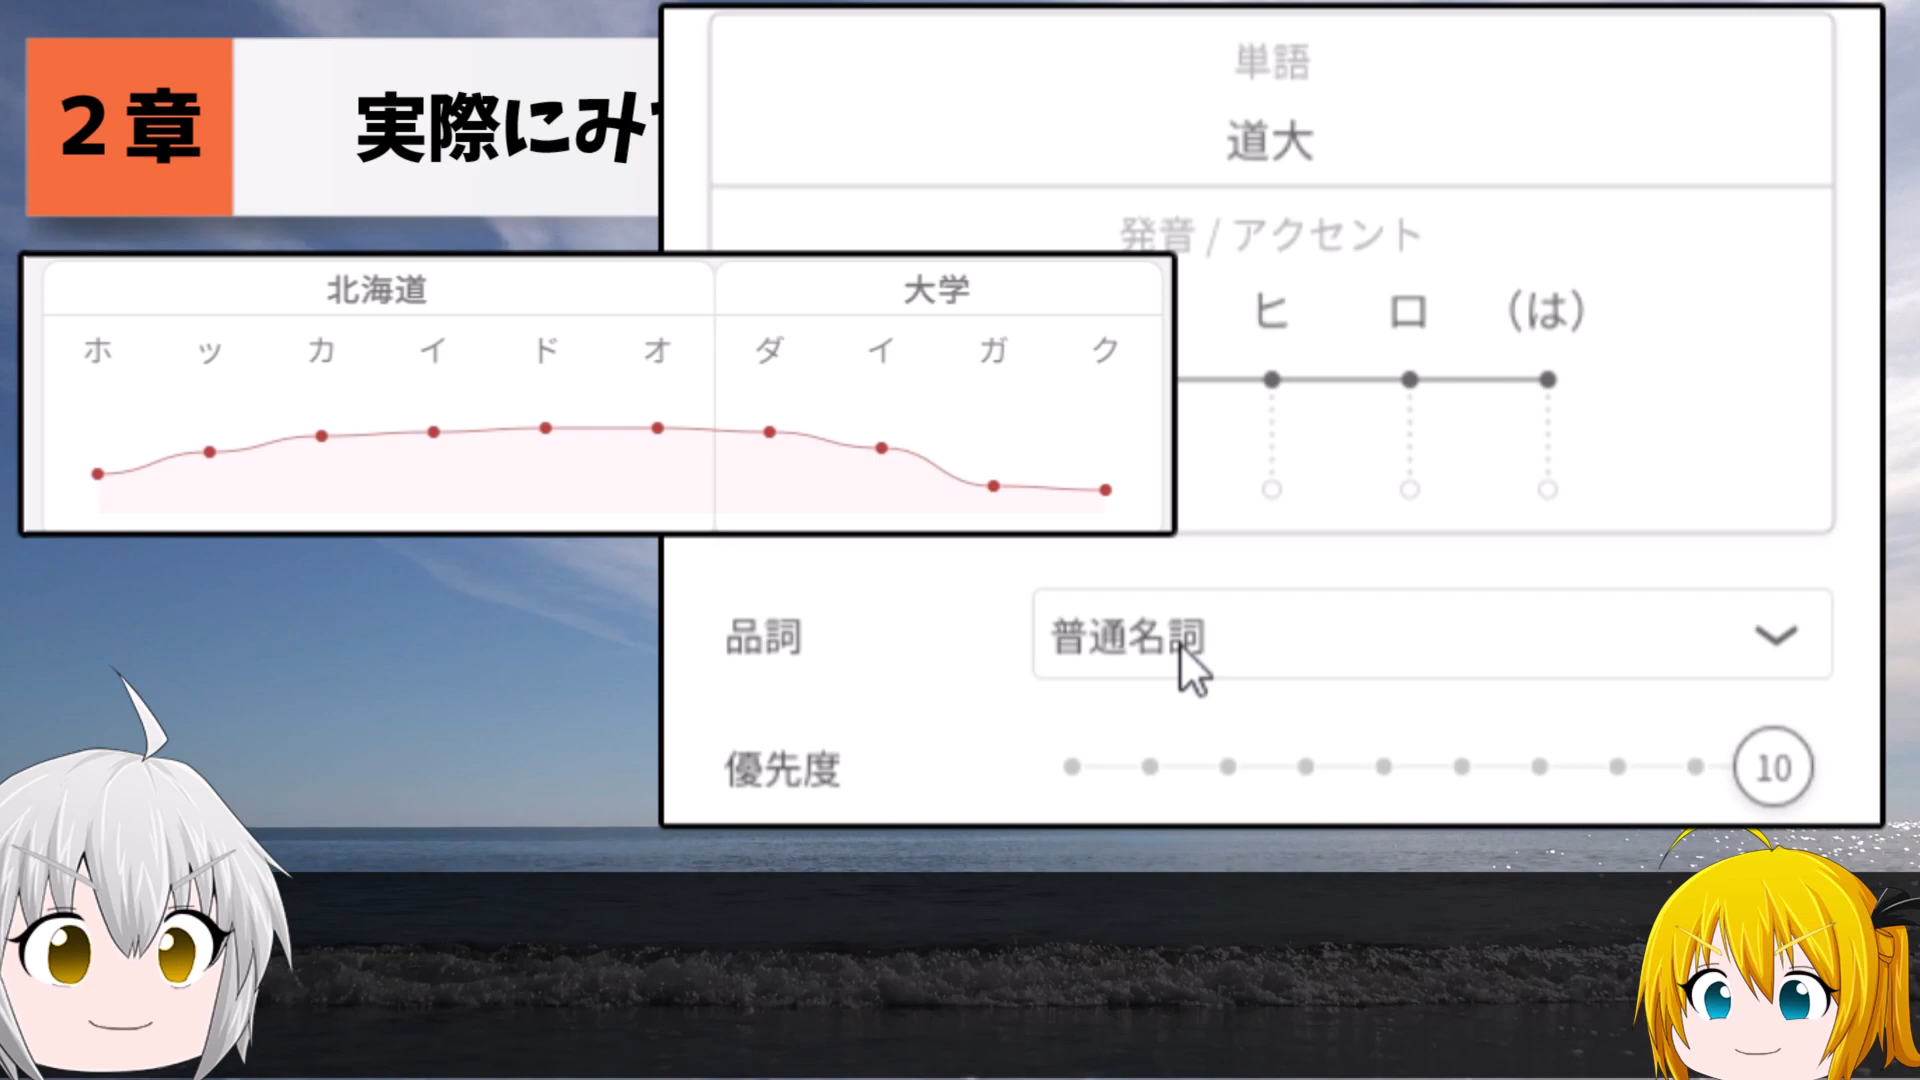 2章
実際にみ
単語
道大
発音 / アクセント
ヒ ロ (は)
北海道 大学
ホ ッ カ イ ド オ ダ イ ガ ク
品詞 普通名詞
優先度 10